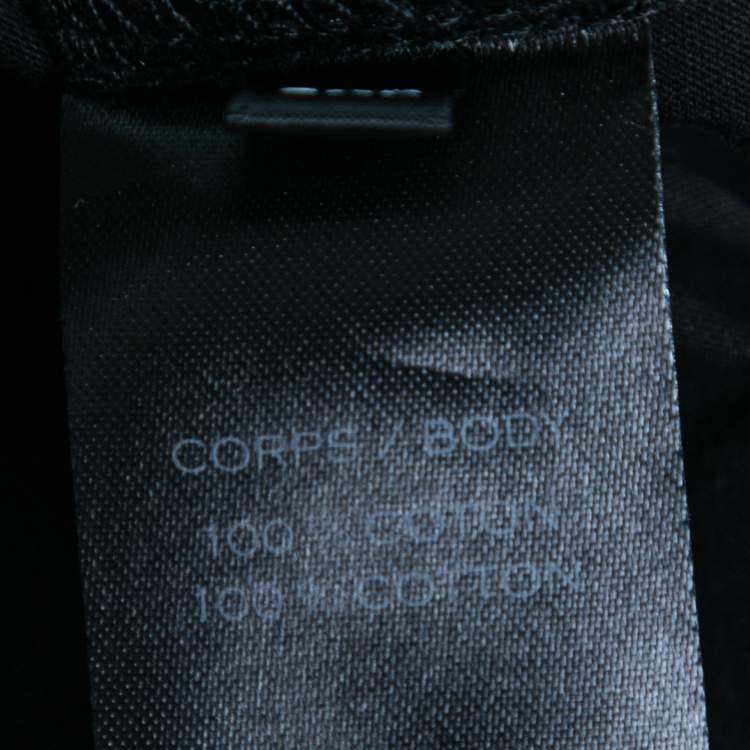 CORPS / BODY
100 % COTON
100 % COTTON